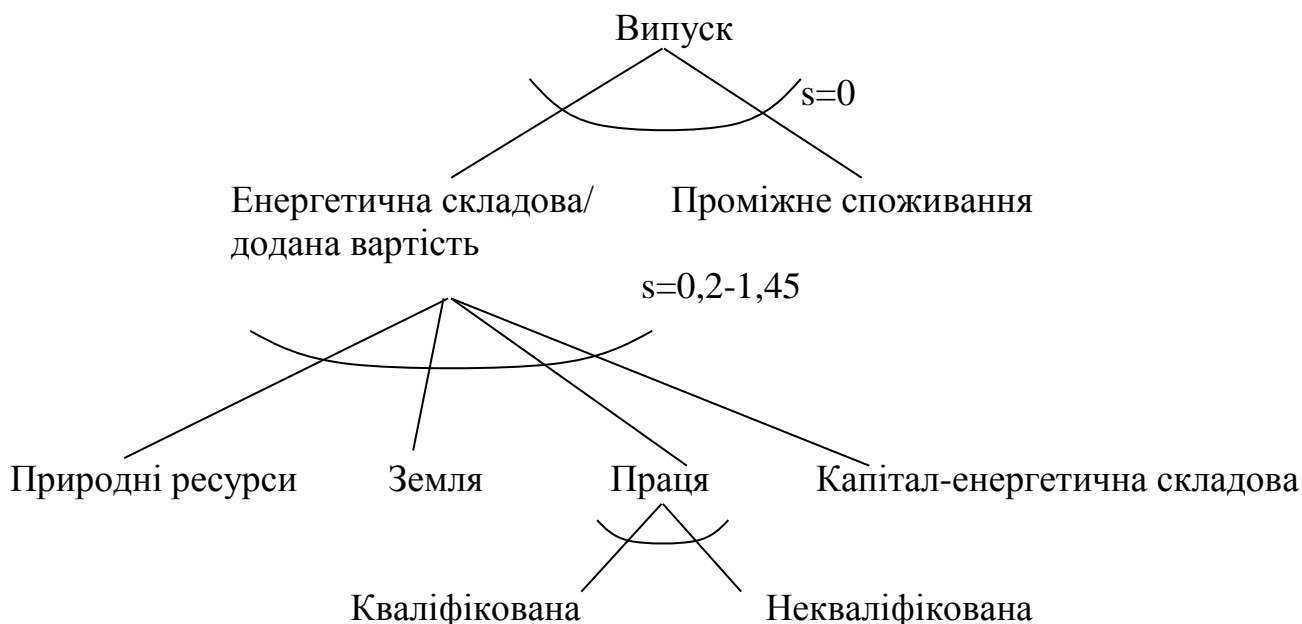 Випуск
s=0
Енергетична складова/
додана вартість
Проміжне споживання
s=0,2-1,45
Природні ресурси
Земля
Праця
Капітал-енергетична складова
Кваліфікована
Некваліфікована